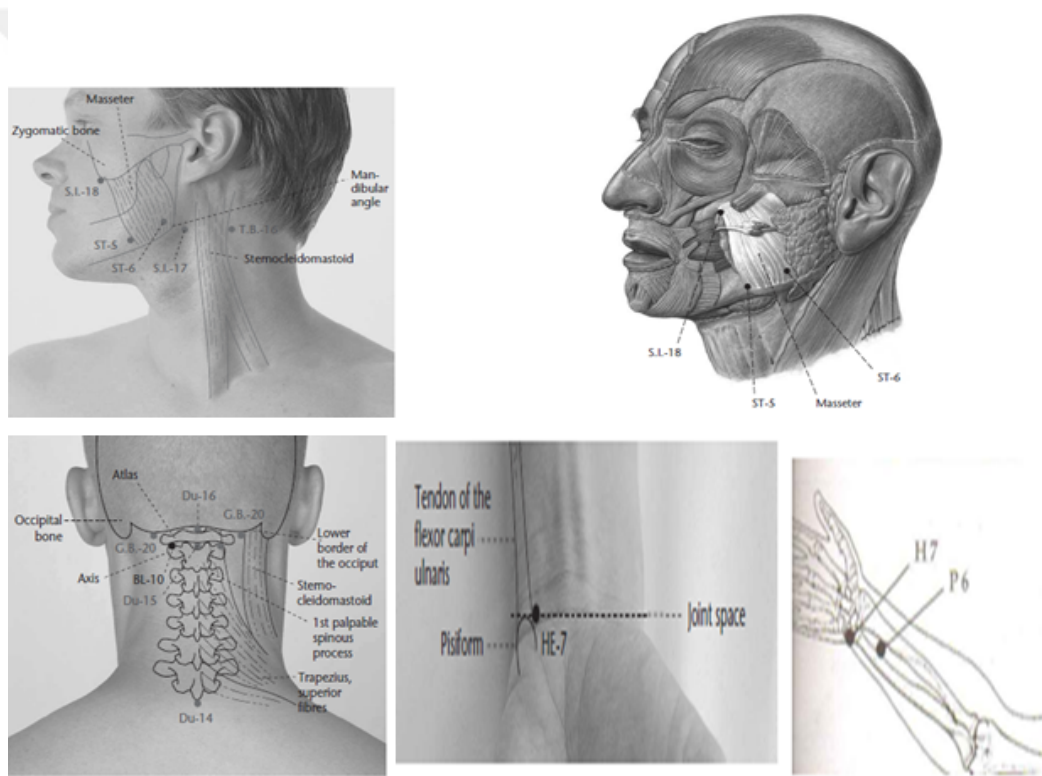 Masseter
Zygomatic bone
S.I.-18
Man-
dibular
angle
T.B.-16
ST-5
Sternocleidomastoid
ST-6
S.I.-17
S.I.-18
ST-6
ST-5
Masseter
Atlas
Du-16
G.B.-20
Occipital
bone
Lower
border of
the occiput
G.B.-20
Axis
BL-10
Du-15
Sterno-
cleidomastoid
1st palpable
spinous
process
Trapezius,
superior
fibres
Du-14
Tendon of the
flexor carpi
ulnaris
Joint space
Pisiform
HE-7
H7
P6